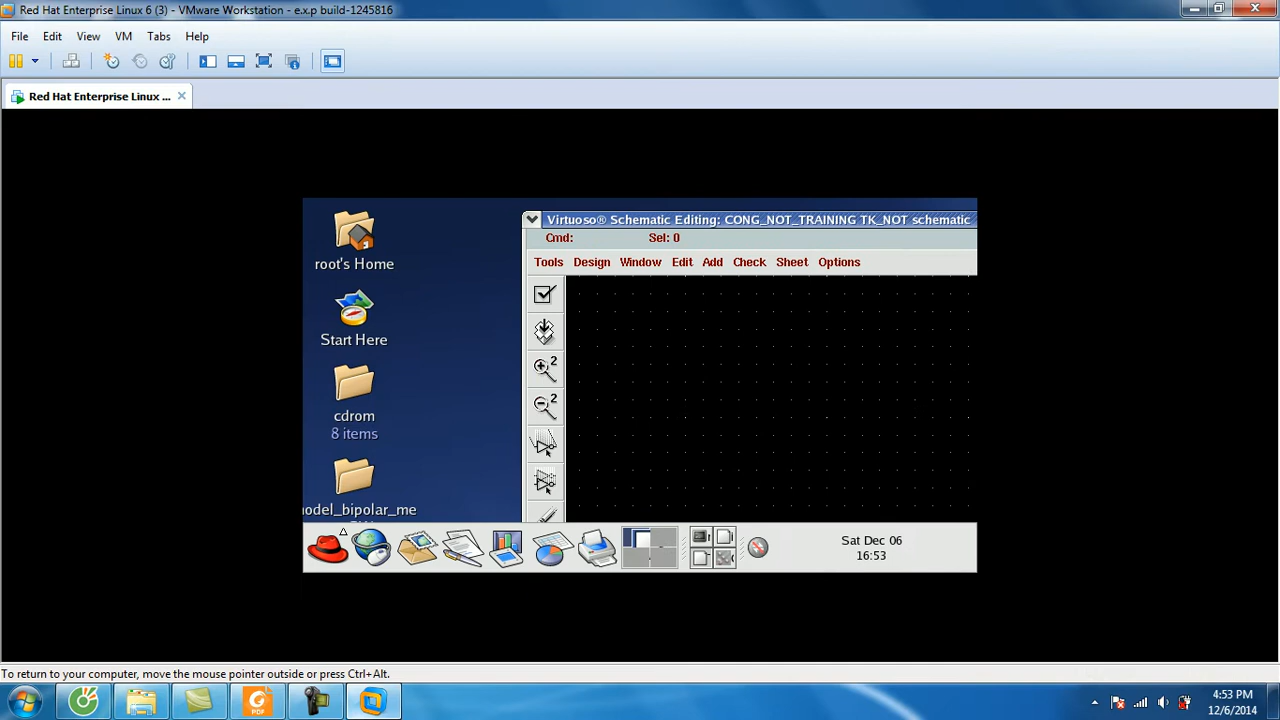 Red Hat Enterprise Linux 6 (3) - VMware Workstation - e.x.p build-1245816
File Edit View VM Tabs Help
Red Hat Enterprise Linux ...
Virtuoso® Schematic Editing: CONG_NOT_TRAINING TK_NOT schematic
Cmd: Sel: 0
Tools Design Window Edit Add Check Sheet Options
root's Home
Start Here
2
2
cdrom
8 items
odel_bipolar_me
Sat Dec 06
16:53
To return to your computer, move the mouse pointer outside or press Ctrl+Alt.
PDF
4:53 PM
12/6/2014